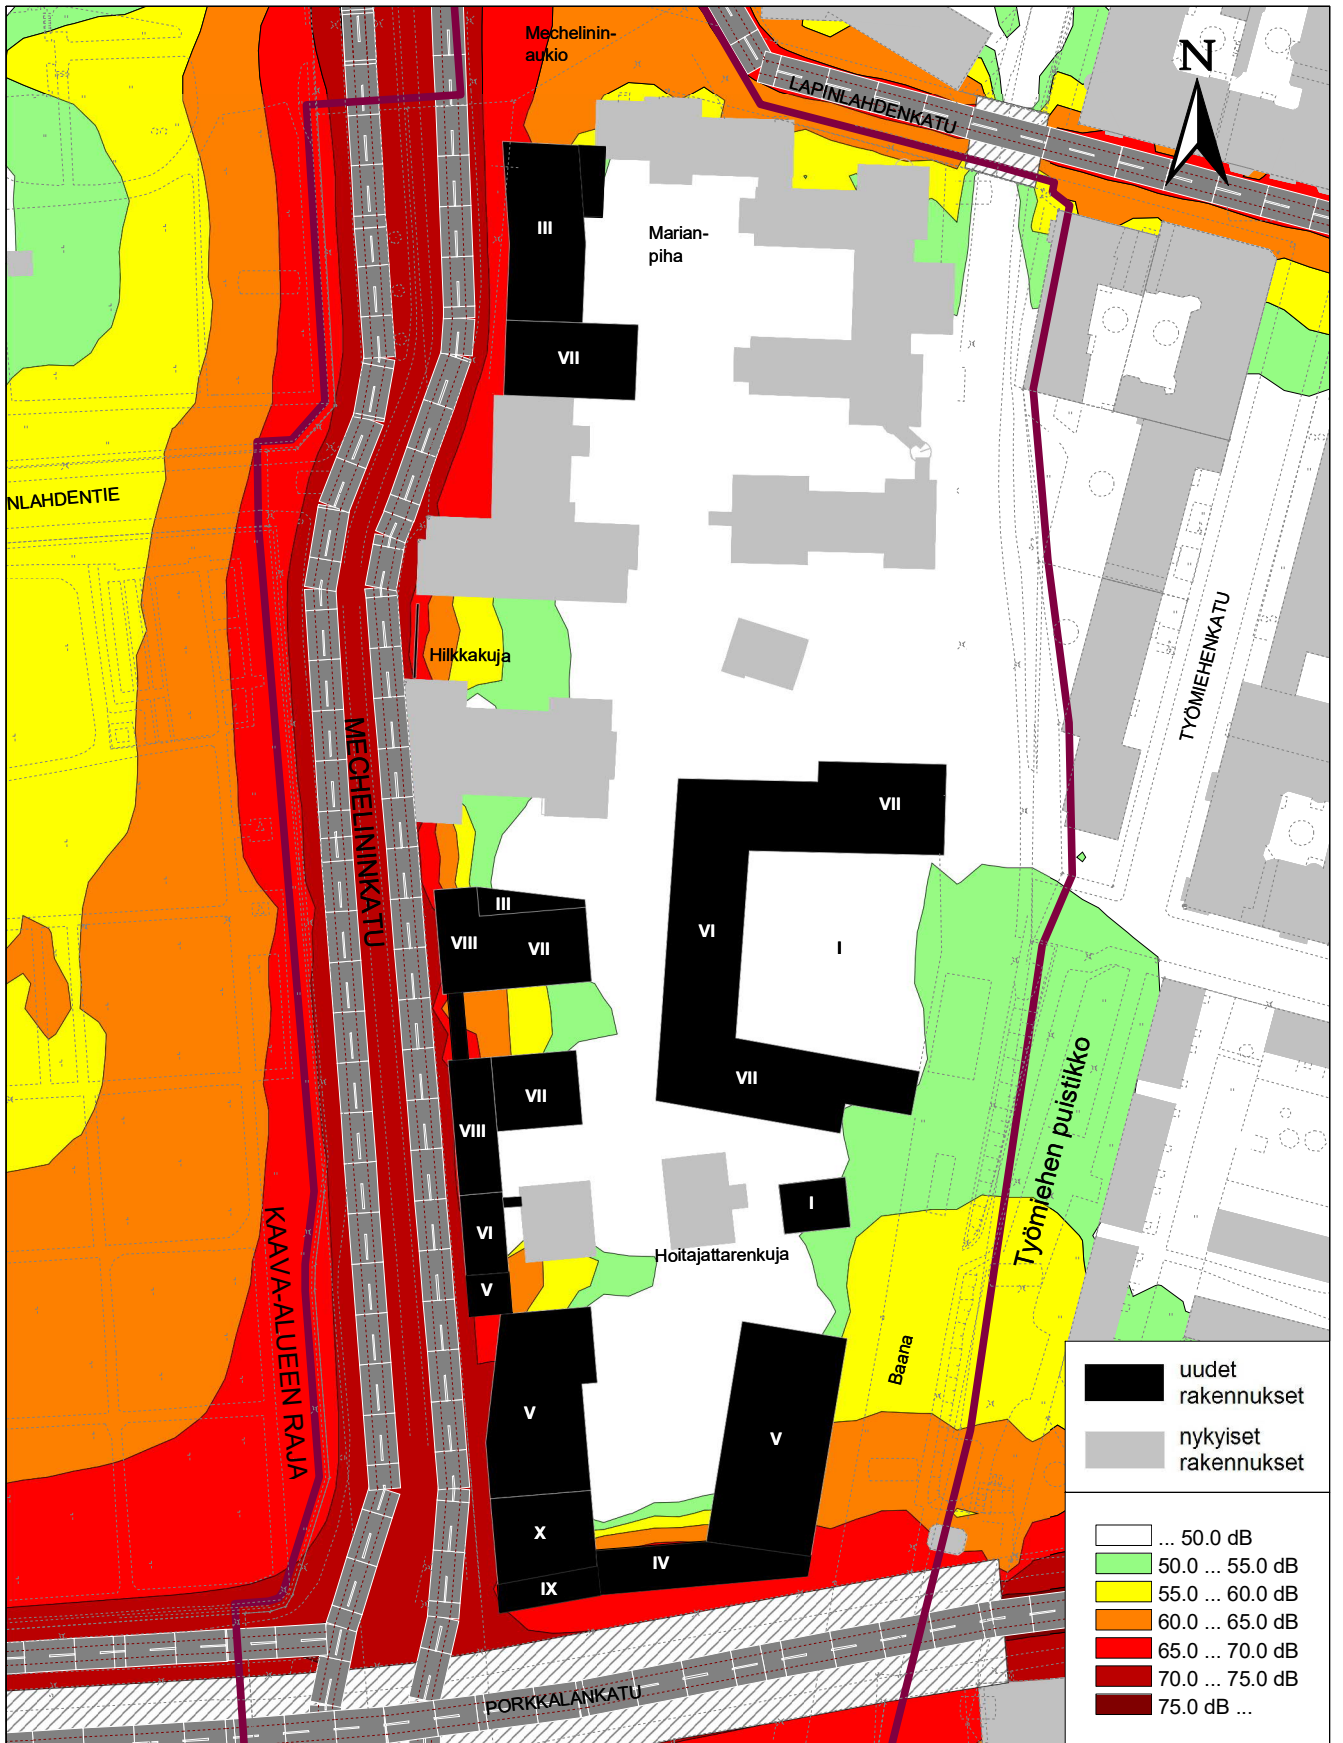 Mechelinin-
aukio
N
LAPINLAHDENKATU
III
Marian-
piha
VII
NLAHDENTIE
TYÖMIEHENKATU
Hilkkakuja
MECHELININKATU
VII
III
VIII
VII
VI
I
VII
VII
VIII
Työmiehen puistikko
I
VI
Hoitajattarenkuja
V
KAAVA-ALUEEN RAJA
Baana
V
V
X
IV
IX
PORKKALANKATU
uudet
rakennukset
nykyiset
rakennukset
... 50.0 dB
50.0 ... 55.0 dB
55.0 ... 60.0 dB
60.0 ... 65.0 dB
65.0 ... 70.0 dB
70.0 ... 75.0 dB
75.0 dB ...